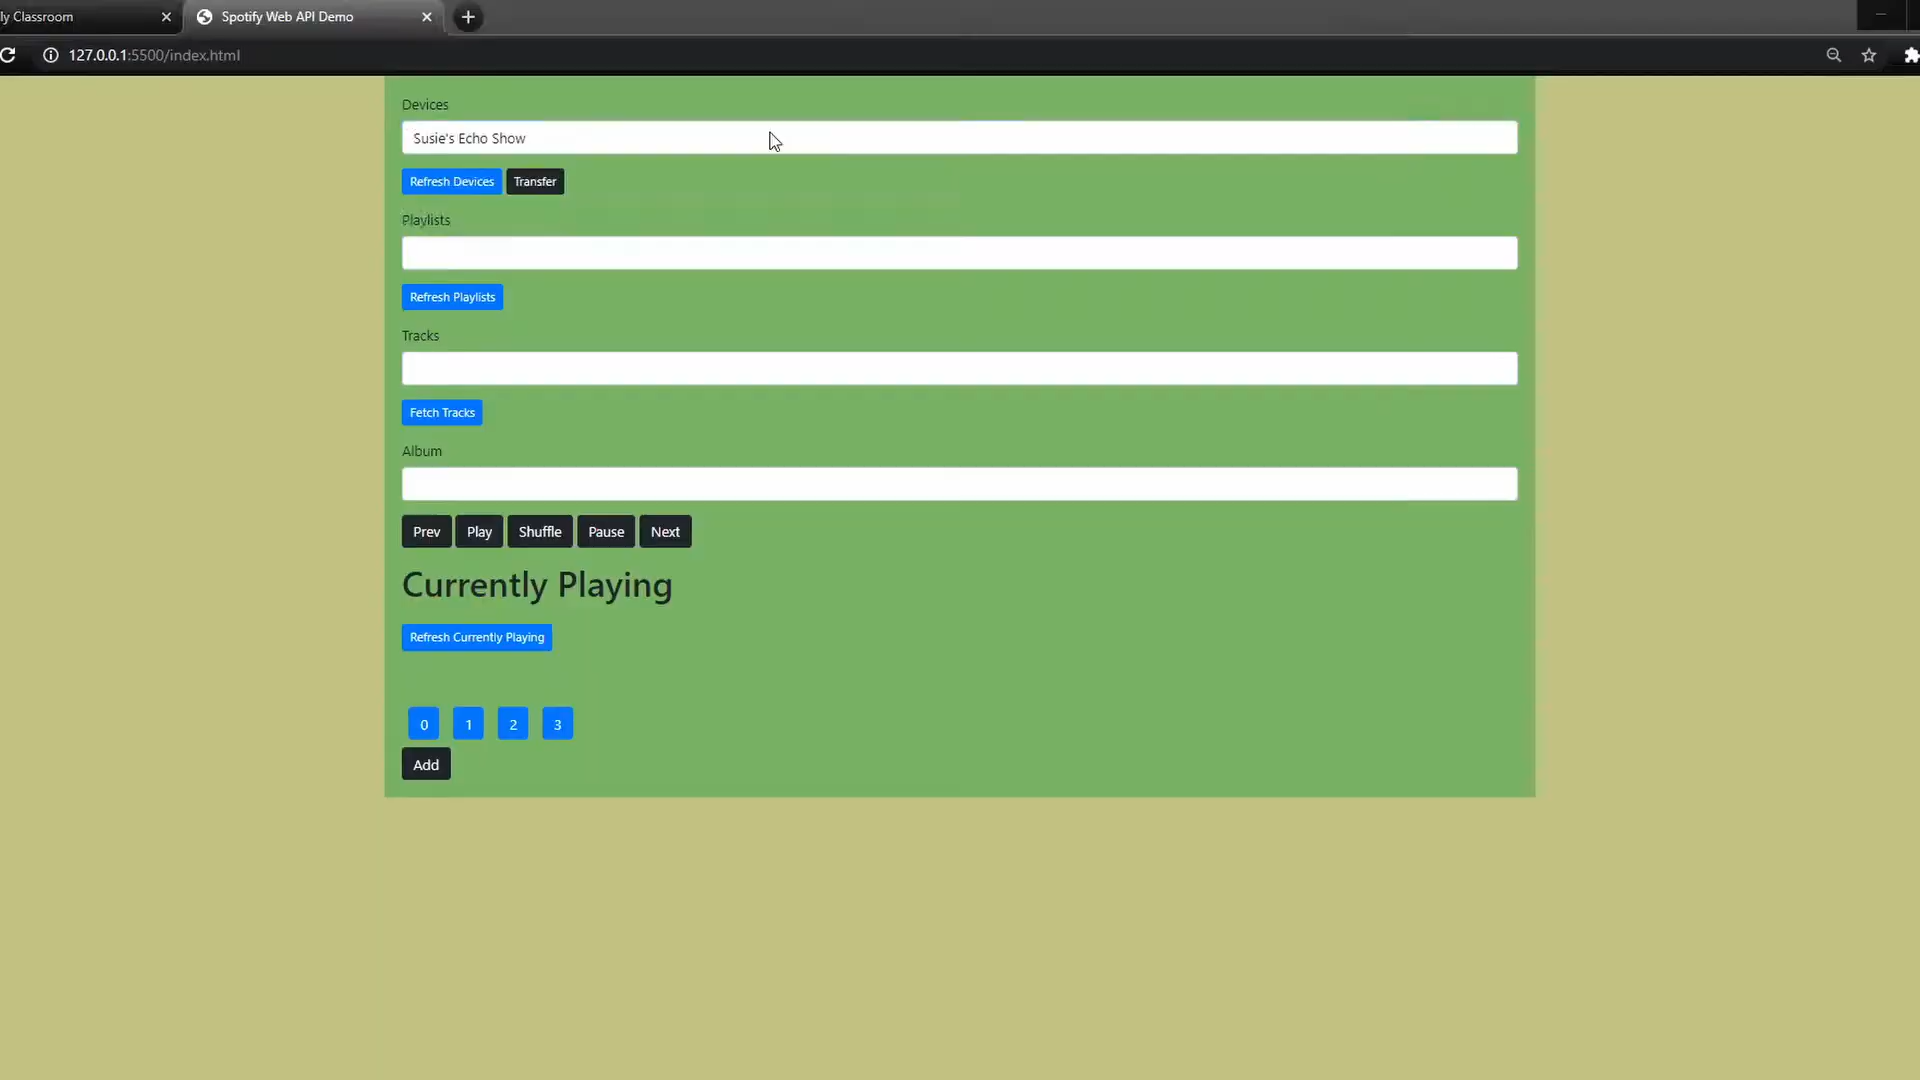 ly Classroom
Spotify Web API Demo
127.0.0.1:5500/index.html
Devices
Susie's Echo Show
Refresh Devices Transfer
Playlists
Refresh Playlists
Tracks
Fetch Tracks
Album
Prev Play Shuffle Pause Next
Currently Playing
Refresh Currently Playing
0 1 2 3
Add